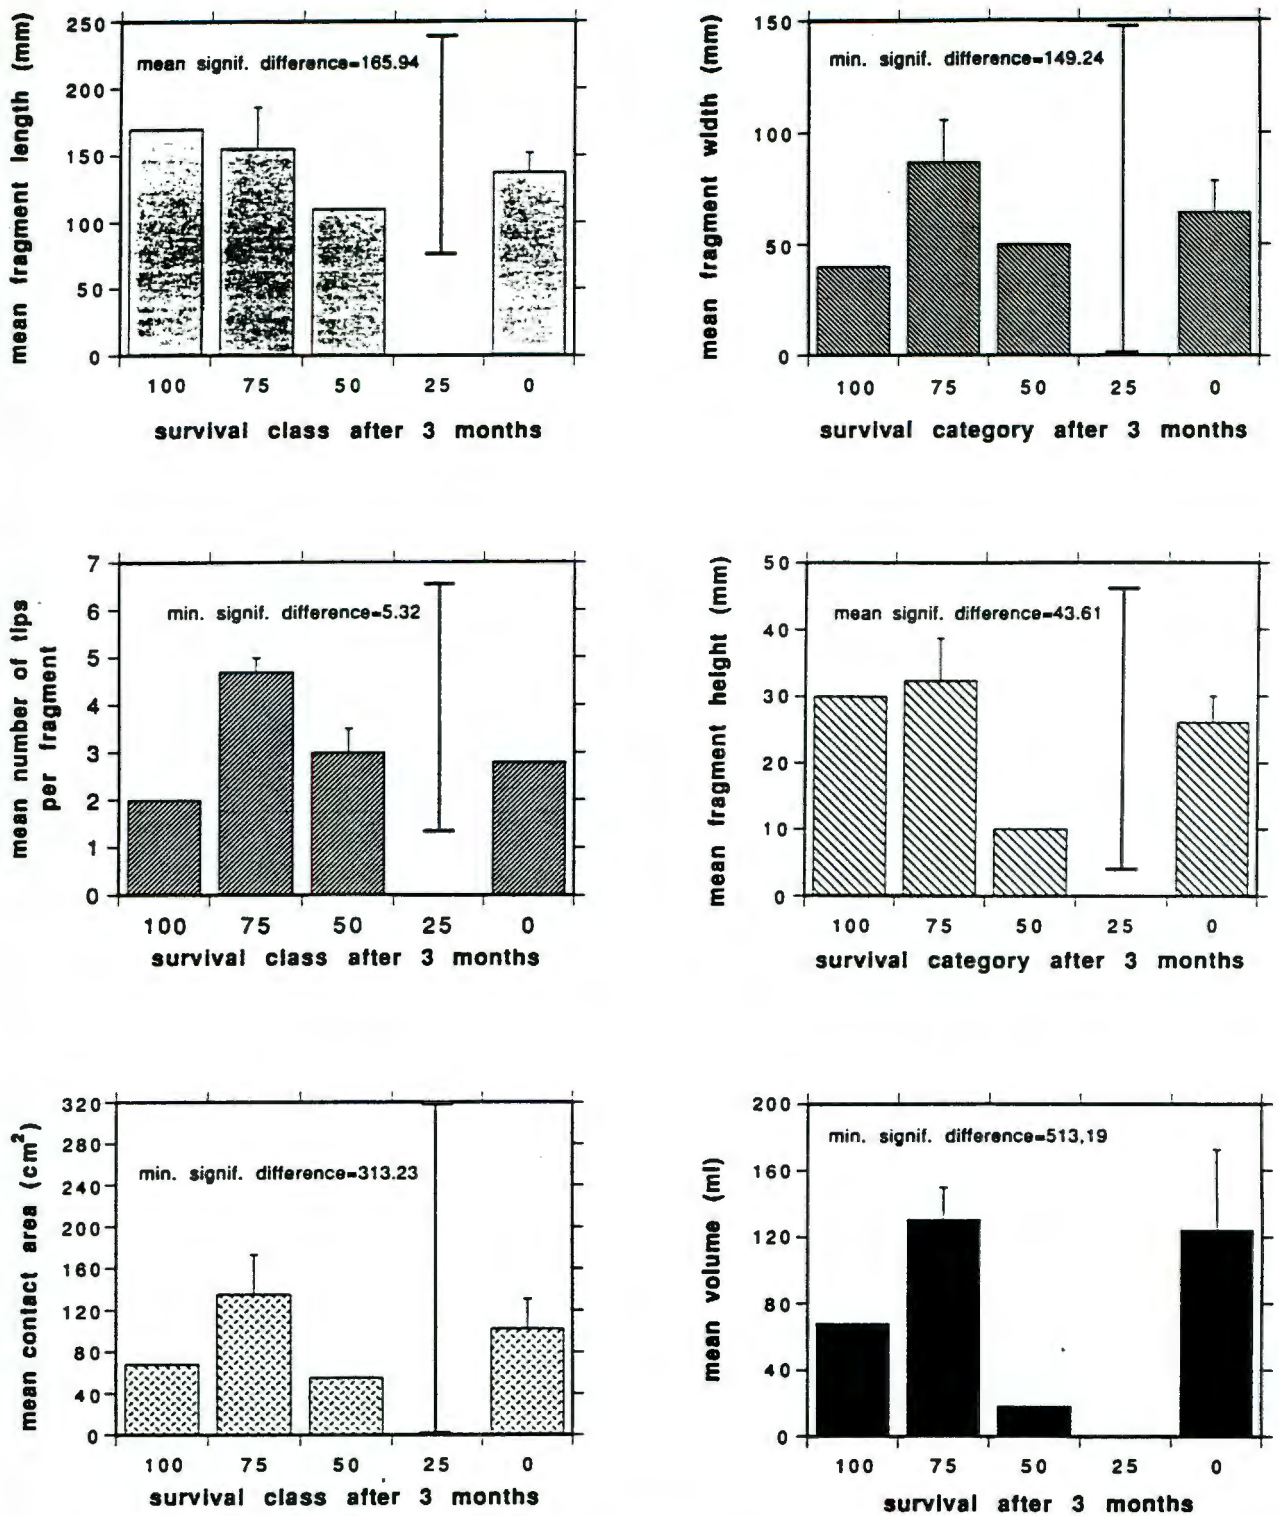 mean fragment length (mm)
250
200
150
100
50
0
mean signif. difference=165.94
100 75 50 25 0
survival class after 3 months
mean fragment width (mm)
150
100
50
0
min. signif. difference=149.24
100 75 50 25 0
survival category after 3 months
mean number of tips
per fragment
7
6
5
4
3
2
1
0
min. signif. difference=5.32
100 75 50 25 0
survival class after 3 months
mean fragment height (mm)
50
40
30
20
10
0
mean signif. difference=43.61
100 75 50 25 0
survival category after 3 months
mean contact area (cm²)
320
280
240
200
160
120
80
40
0
min. signif. difference=313.23
100 75 50 25 0
survival class after 3 months
mean volume (ml)
200
160
120
80
40
0
min. signif. difference=513,19
100 75 50 25 0
survival after 3 months